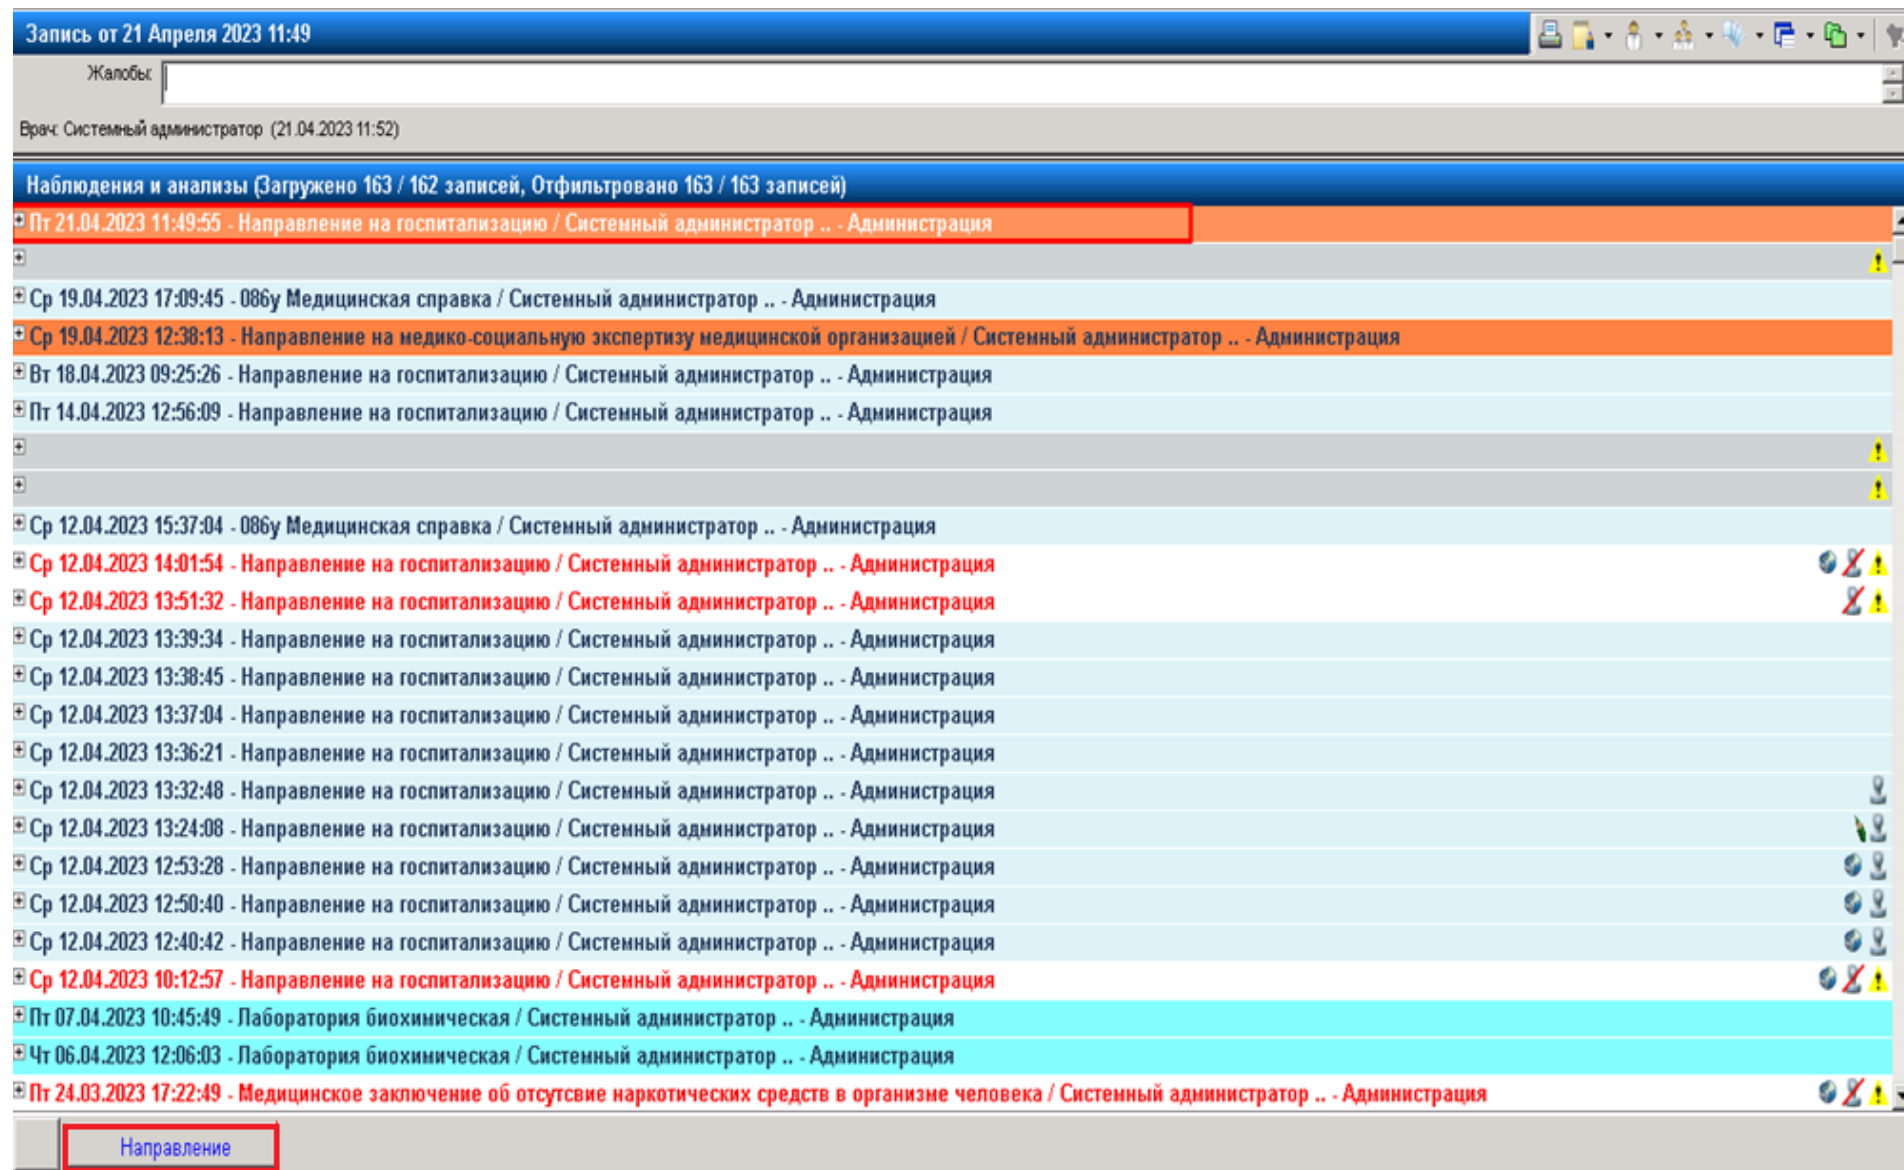 Запись от 21 Апреля 2023 11:49
Жалобы:
Врач: Системный администратор (21.04.2023 11:52)
Наблюдения и анализы (Загружено 163 / 162 записей, Отфильтровано 163 / 163 записей)
Пт 21.04.2023 11:49:55 - Направление на госпитализацию / Системный администратор .. - Администрация
Ср 19.04.2023 17:09:45 - 086у Медицинская справка / Системный администратор .. - Администрация
Ср 19.04.2023 12:38:13 - Направление на медико-социальную экспертизу медицинской организацией / Системный администратор .. - Администрация
Вт 18.04.2023 09:25:26 - Направление на госпитализацию / Системный администратор .. - Администрация
Пт 14.04.2023 12:56:09 - Направление на госпитализацию / Системный администратор .. - Администрация
Ср 12.04.2023 15:37:04 - 086у Медицинская справка / Системный администратор .. - Администрация
Ср 12.04.2023 14:01:54 - Направление на госпитализацию / Системный администратор .. - Администрация
Ср 12.04.2023 13:51:32 - Направление на госпитализацию / Системный администратор .. - Администрация
Ср 12.04.2023 13:39:34 - Направление на госпитализацию / Системный администратор .. - Администрация
Ср 12.04.2023 13:38:45 - Направление на госпитализацию / Системный администратор .. - Администрация
Ср 12.04.2023 13:37:04 - Направление на госпитализацию / Системный администратор .. - Администрация
Ср 12.04.2023 13:36:21 - Направление на госпитализацию / Системный администратор .. - Администрация
Ср 12.04.2023 13:32:48 - Направление на госпитализацию / Системный администратор .. - Администрация
Ср 12.04.2023 13:24:08 - Направление на госпитализацию / Системный администратор .. - Администрация
Ср 12.04.2023 12:53:28 - Направление на госпитализацию / Системный администратор .. - Администрация
Ср 12.04.2023 12:50:40 - Направление на госпитализацию / Системный администратор .. - Администрация
Ср 12.04.2023 12:40:42 - Направление на госпитализацию / Системный администратор .. - Администрация
Ср 12.04.2023 10:12:57 - Направление на госпитализацию / Системный администратор .. - Администрация
Пт 07.04.2023 10:45:49 - Лаборатория биохимическая / Системный администратор .. - Администрация
Чт 06.04.2023 12:06:03 - Лаборатория биохимическая / Системный администратор .. - Администрация
Пт 24.03.2023 17:22:49 - Медицинское заключение об отсутсвие наркотических средств в организме человека / Системный администратор .. - Администрация
Направление